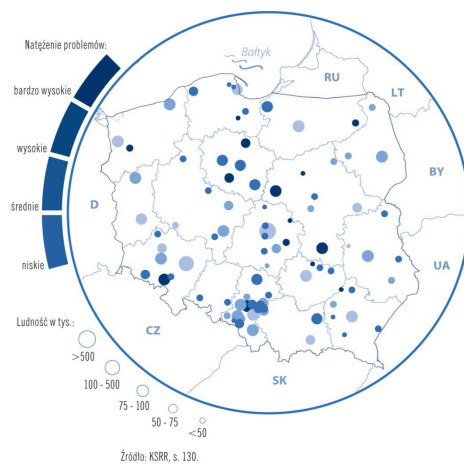 Natężenie problemów:
bardzo wysokie
wysokie
średnie
niskie
Bałtyk
RU
LT
BY
UA
SK
CZ
D
Ludność w tys.:
>500
100 - 500
75 - 100
50 - 75
<50
Źródło: KSRR, s. 130.